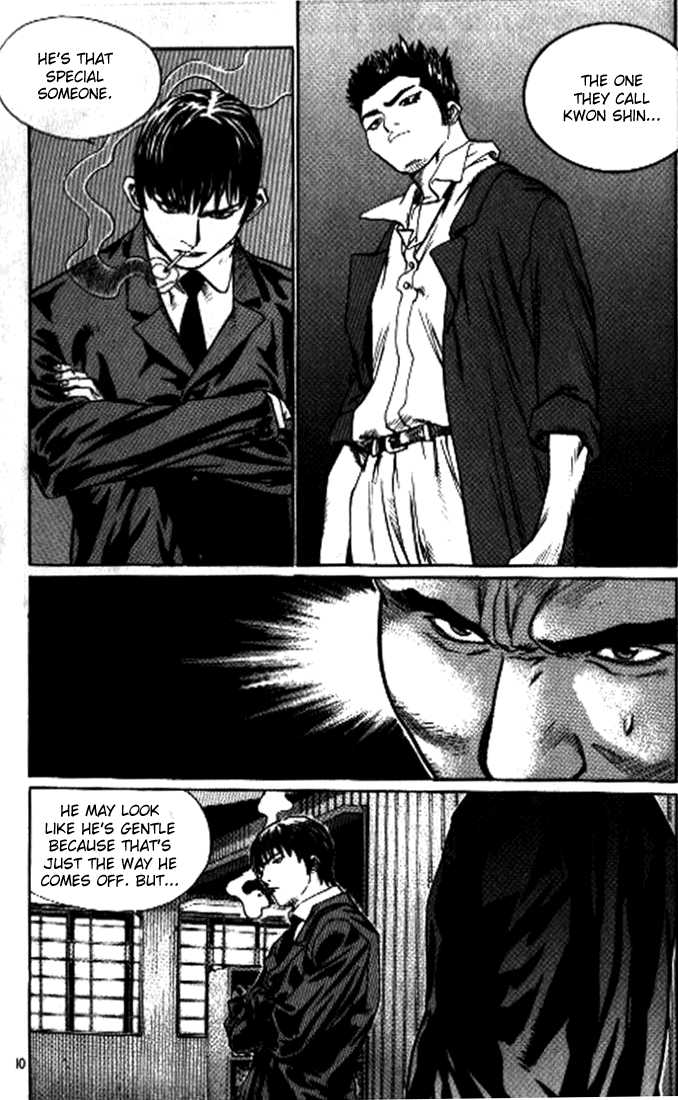 HE'S THAT
SPECIAL
SOMEONE.
THE ONE
THEY CALL
KWON SHIN...
HE MAY LOOK
LIKE HE'S GENTLE
BECAUSE THAT'S
JUST THE WAY HE
COMES OFF. BUT...
10